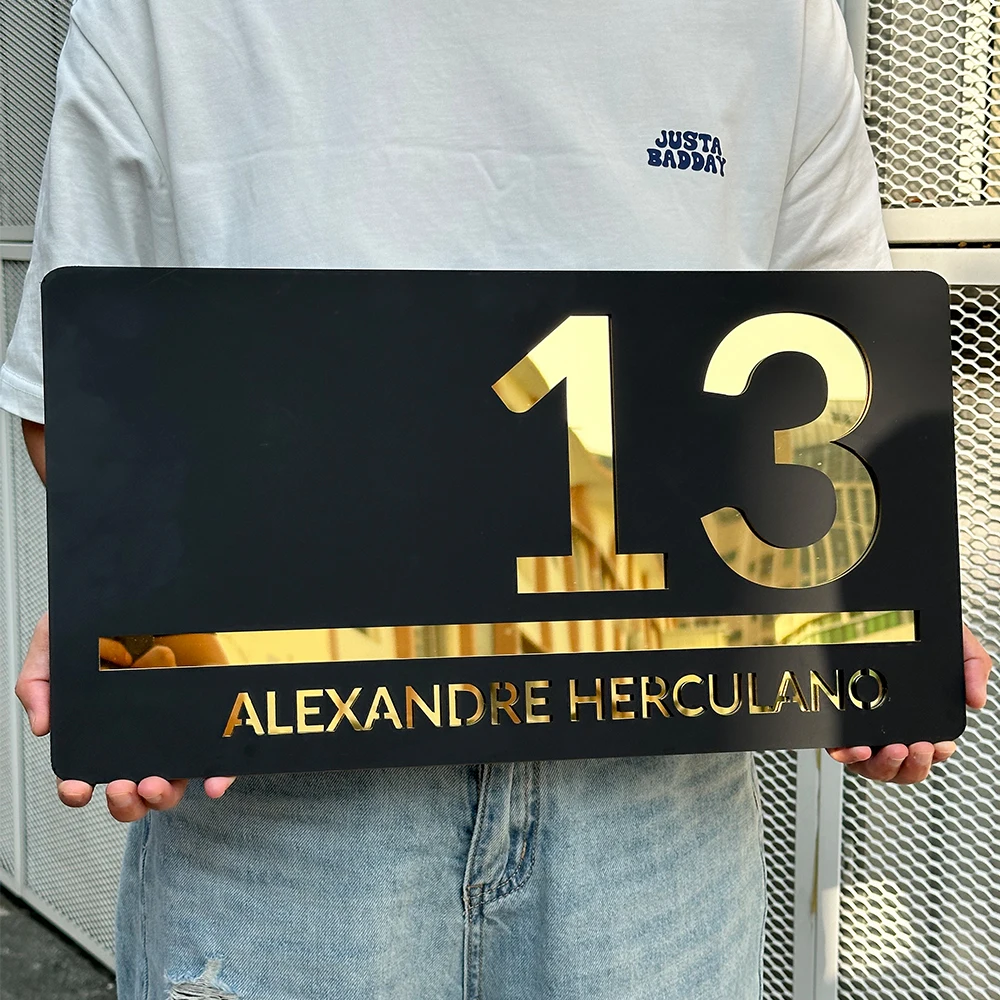 JUSTA
BADDAY
13
ALEXANDRE HERCULANO